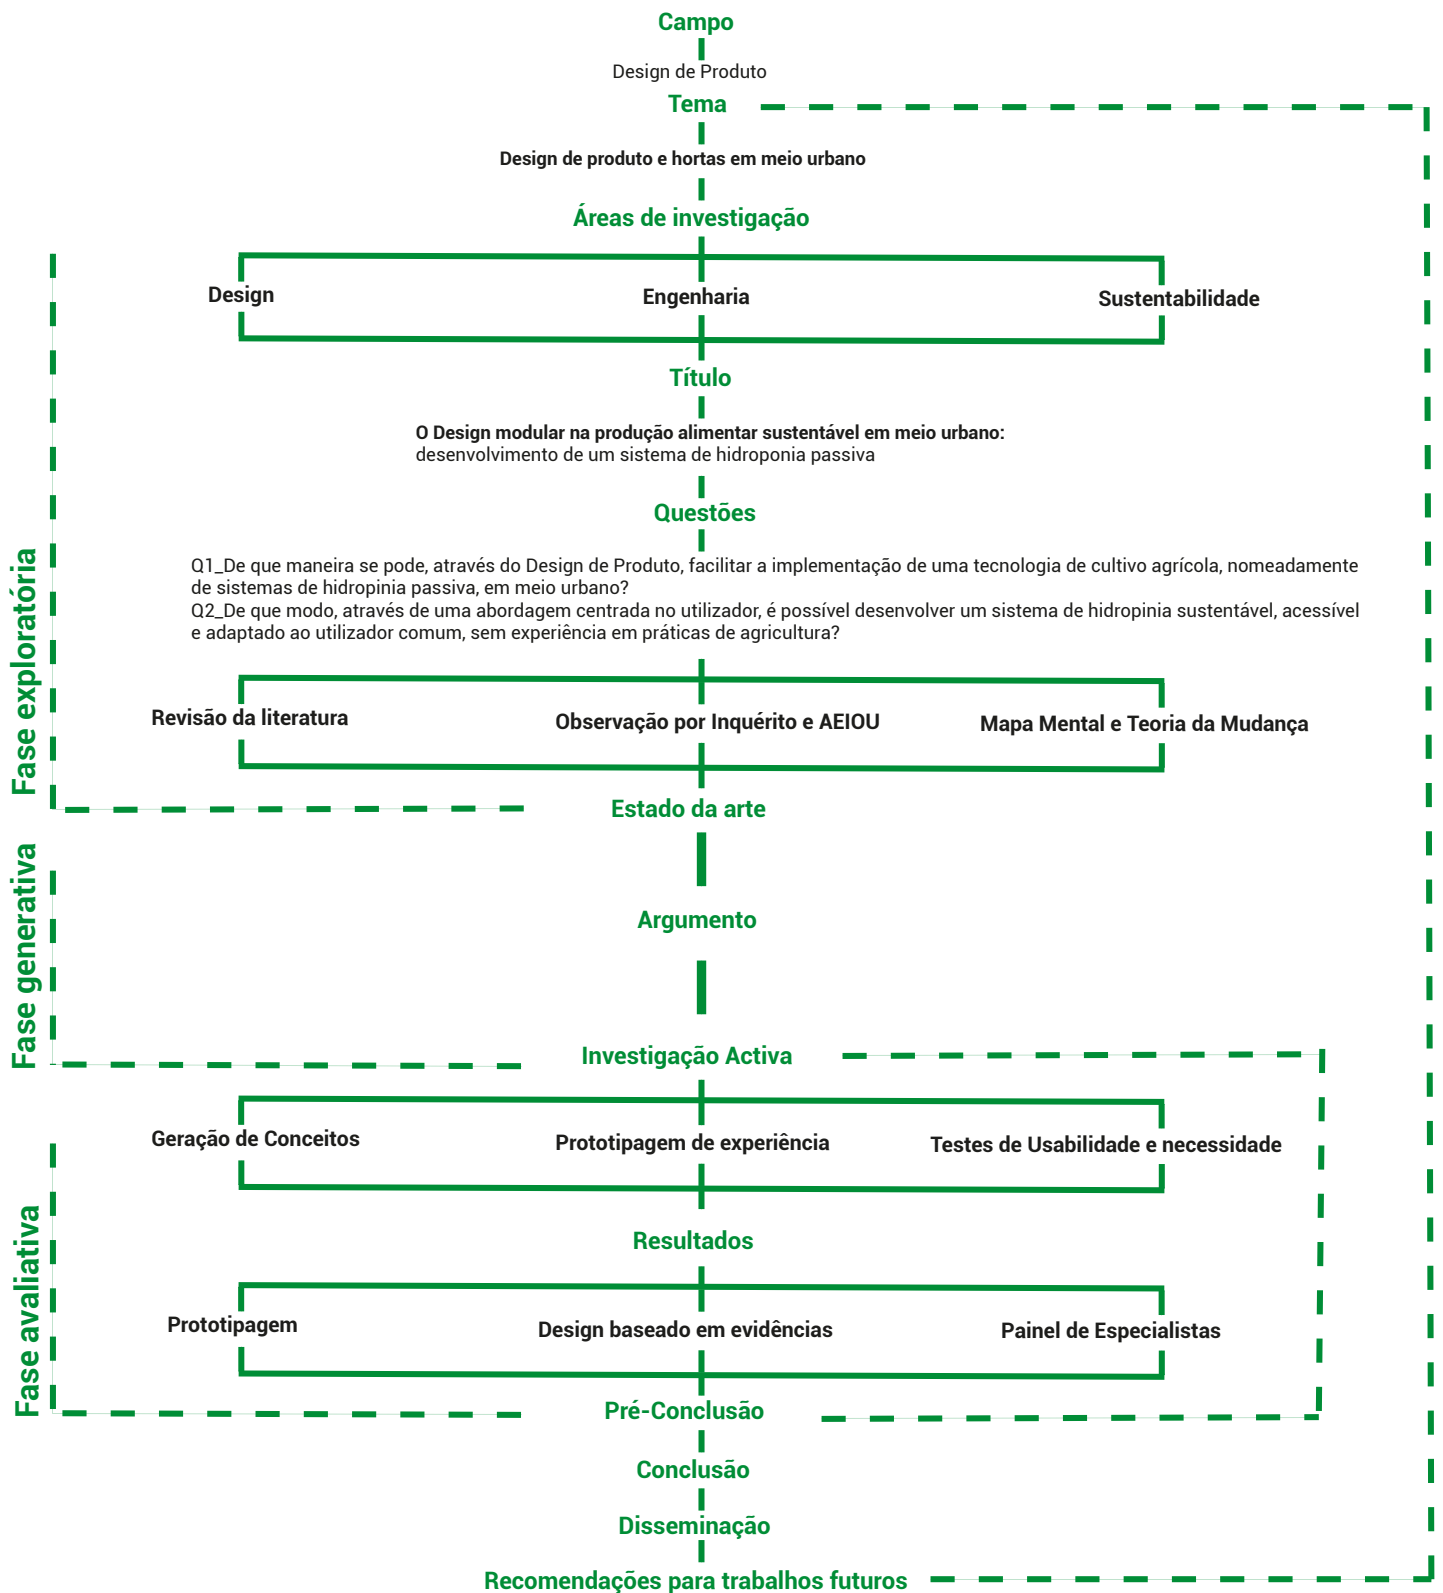 Campo
Design de Produto
Tema
Design de produto e hortas em meio urbano
Áreas de investigação
Design
Engenharia
Sustentabilidade
Título
O Design modular na produção alimentar sustentável em meio urbano:
desenvolvimento de um sistema de hidroponia passiva
Questões
Q1_De que maneira se pode, através do Design de Produto, facilitar a implementação de uma tecnologia de cultivo agrícola, nomeadamente
de sistemas de hidropinia passiva, em meio urbano?
Q2_De que modo, através de uma abordagem centrada no utilizador, é possível desenvolver um sistema de hidropinia sustentável, acessível
e adaptado ao utilizador comum, sem experiência em práticas de agricultura?
Fase exploratória
Revisão da literatura
Observação por Inquérito e AEIOU
Mapa Mental e Teoria da Mudança
Estado da arte
Fase generativa
Argumento
Investigação Activa
Geração de Conceitos
Prototipagem de experiência
Testes de Usabilidade e necessidade
Fase avaliativa
Resultados
Prototipagem
Design baseado em evidências
Painel de Especialistas
Pré-Conclusão
Conclusão
Disseminação
Recomendações para trabalhos futuros